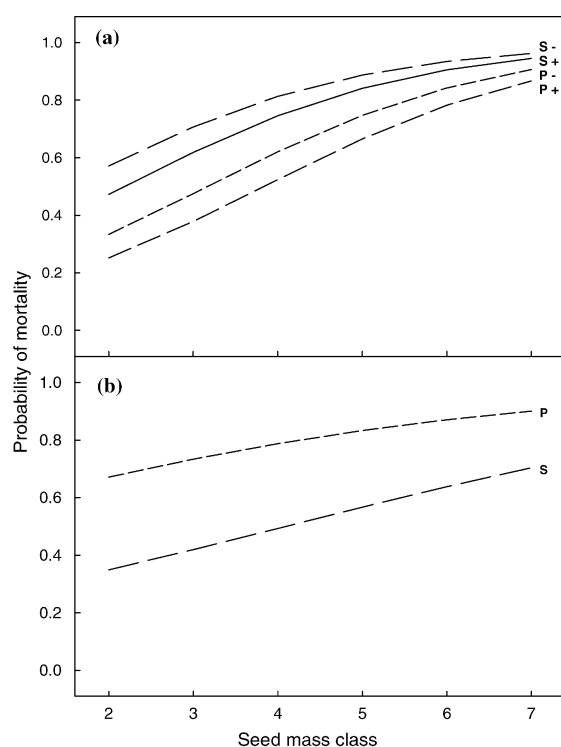 (a)
1.0
0.8
0.6
0.4
0.2
0.0
S -
S +
P -
P +
Probability of mortality
(b)
1.0
0.8
0.6
0.4
0.2
0.0
P
S
2 3 4 5 6 7
Seed mass class